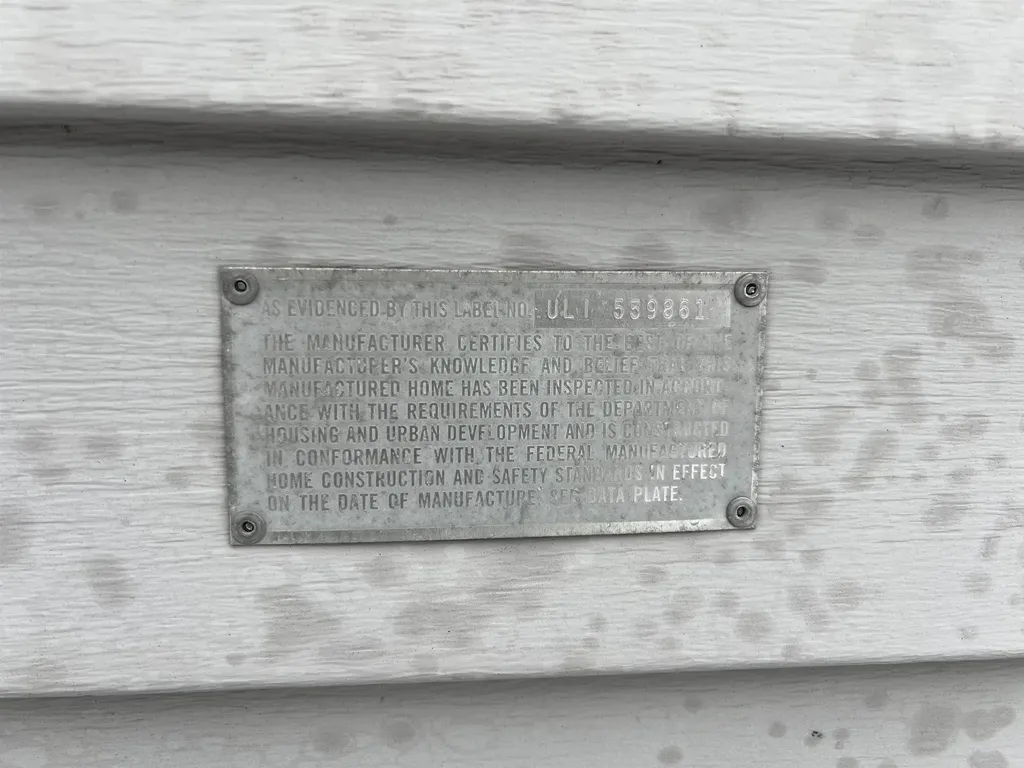 AS EVIDENCED BY THIS LABEL NO. ULI 539861
THE MANUFACTURER CERTIFIES TO THE BEST OF THE
MANUFACTURER'S KNOWLEDGE AND BELIEF THAT THIS
MANUFACTURED HOME HAS BEEN INSPECTED IN ACCORD-
ANCE WITH THE REQUIREMENTS OF THE DEPARTMENT OF
HOUSING AND URBAN DEVELOPMENT AND IS CONSTRUCTED
IN CONFORMANCE WITH THE FEDERAL MANUFACTURED
HOME CONSTRUCTION AND SAFETY STANDARDS IN EFFECT
ON THE DATE OF MANUFACTURE. SEE DATA PLATE.